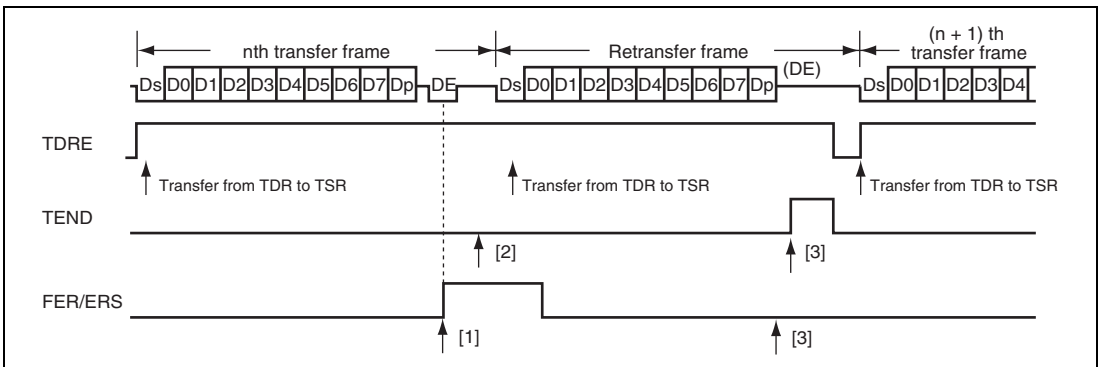 nth transfer frame
Retransfer frame
(n + 1) th
transfer frame
(DE)
Ds D0 D1 D2 D3 D4 D5 D6 D7 Dp DE Ds D0 D1 D2 D3 D4 D5 D6 D7 Dp Ds D0 D1 D2 D3 D4
TDRE
Transfer from TDR to TSR Transfer from TDR to TSR Transfer from TDR to TSR
TEND
[2] [3]
FER/ERS
[1] [3]